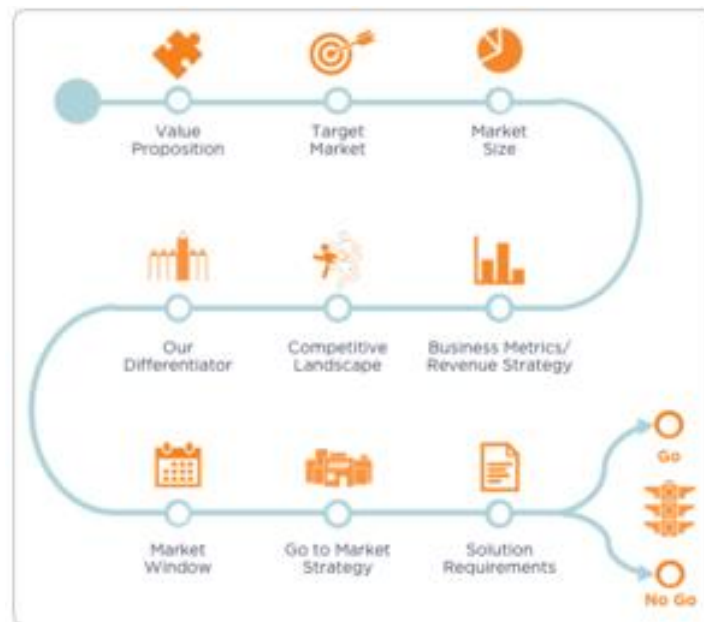 Value
Proposition
Target
Market
Market
Size
Our
Differentiator
Competitive
Landscape
Business Metrics/
Revenue Strategy
Market
Window
Go to Market
Strategy
Solution
Requirements
Go
No Go